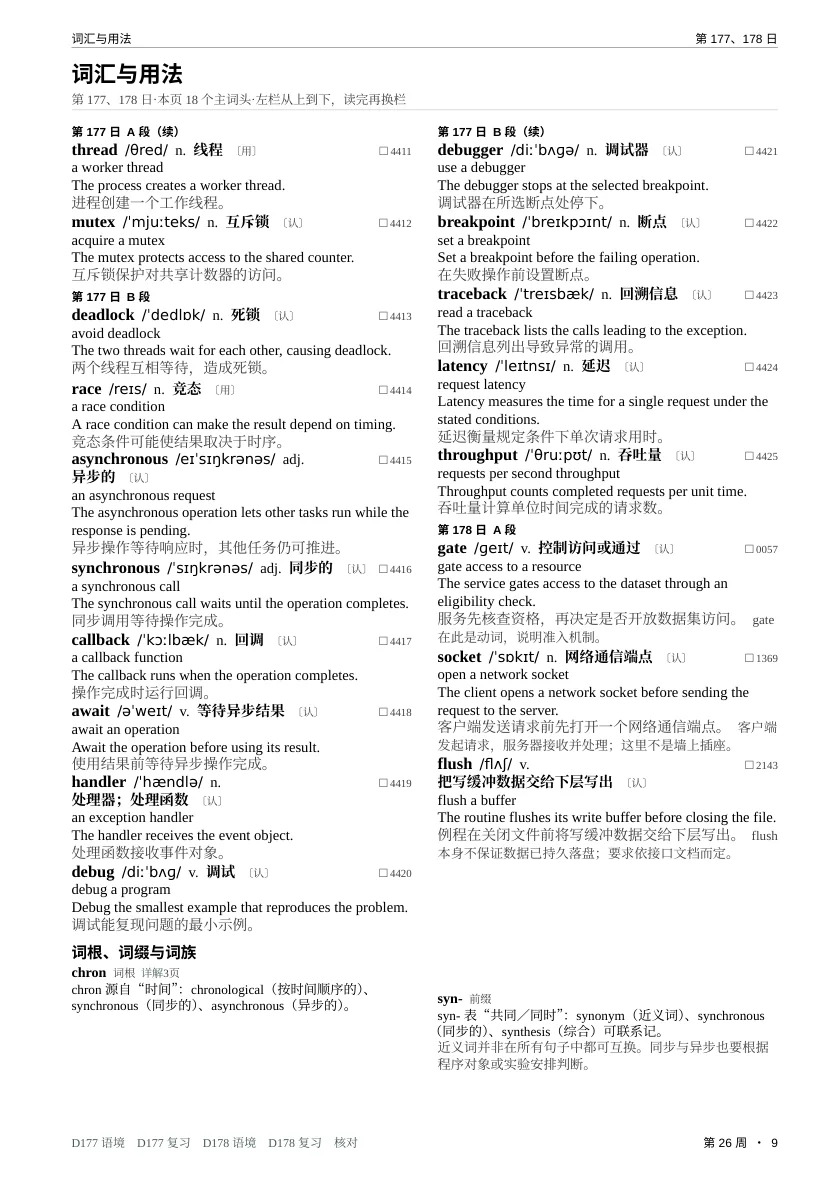 词汇与用法
第 177、178 日
词汇与用法
第 177、178 日·本页 18 个主词头·左栏从上到下，读完再换栏
第 177 日 A 段（续）
thread /θred/ n. 线程 〔用〕 □ 4411
a worker thread
The process creates a worker thread.
进程创建一个工作线程。
mutex /ˈmjuːteks/ n. 互斥锁 〔认〕 □ 4412
acquire a mutex
The mutex protects access to the shared counter.
互斥锁保护对共享计数器的访问。
第 177 日 B 段
deadlock /ˈdedlɒk/ n. 死锁 〔认〕 □ 4413
avoid deadlock
The two threads wait for each other, causing deadlock.
两个线程互相等待，造成死锁。
race /reɪs/ n. 竞态 〔用〕 □ 4414
a race condition
A race condition can make the result depend on timing.
竞态条件可能使结果取决于时序。
asynchronous /eɪˈsɪŋkrənəs/ adj. □ 4415
异步的 〔认〕
an asynchronous request
The asynchronous operation lets other tasks run while the
response is pending.
异步操作等待响应时，其他任务仍可推进。
synchronous /ˈsɪŋkrənəs/ adj. 同步的 〔认〕 □ 4416
a synchronous call
The synchronous call waits until the operation completes.
同步调用等待操作完成。
callback /ˈkɔːlbæk/ n. 回调 〔认〕 □ 4417
a callback function
The callback runs when the operation completes.
操作完成时运行回调。
await /əˈweɪt/ v. 等待异步结果 〔认〕 □ 4418
await an operation
Await the operation before using its result.
使用结果前等待异步操作完成。
handler /ˈhændlə/ n. □ 4419
处理器；处理函数 〔认〕
an exception handler
The handler receives the event object.
处理函数接收事件对象。
debug /diːˈbʌɡ/ v. 调试 〔认〕 □ 4420
debug a program
Debug the smallest example that reproduces the problem.
调试能复现问题的最小示例。
词根、词缀与词族
chron 词根 详解3页
chron 源自“时间”：chronological（按时间顺序的）、
synchronous（同步的）、asynchronous（异步的）。
第 177 日 B 段（续）
debugger /diːˈbʌɡə/ n. 调试器 〔认〕 □ 4421
use a debugger
The debugger stops at the selected breakpoint.
调试器在所选断点处停下。
breakpoint /ˈbreɪkpɔɪnt/ n. 断点 〔认〕 □ 4422
set a breakpoint
Set a breakpoint before the failing operation.
在失败操作前设置断点。
traceback /ˈtreɪsbæk/ n. 回溯信息 〔认〕 □ 4423
read a traceback
The traceback lists the calls leading to the exception.
回溯信息列出导致异常的调用。
latency /ˈleɪtnsɪ/ n. 延迟 〔认〕 □ 4424
request latency
Latency measures the time for a single request under the
stated conditions.
延迟衡量规定条件下单次请求用时。
throughput /ˈθruːpʊt/ n. 吞吐量 〔认〕 □ 4425
requests per second throughput
Throughput counts completed requests per unit time.
吞吐量计算单位时间完成的请求数。
第 178 日 A 段
gate /ɡeɪt/ v. 控制访问或通过 〔认〕 □ 0057
gate access to a resource
The service gates access to the dataset through an
eligibility check.
服务先核查资格，再决定是否开放数据集访问。 gate
在此是动词，说明准入机制。
socket /ˈsɒkɪt/ n. 网络通信端点 〔认〕 □ 1369
open a network socket
The client opens a network socket before sending the
request to the server.
客户端发送请求前先打开一个网络通信端点。 客户端
发起请求，服务器接收并处理；这里不是墙上插座。
flush /flʌʃ/ v. □ 2143
把写缓冲数据交给下层写出 〔认〕
flush a buffer
The routine flushes its write buffer before closing the file.
例程在关闭文件前将写缓冲数据交给下层写出。 flush
本身不保证数据已持久落盘；要求依接口文档而定。
syn- 前缀
syn- 表“共同／同时”：synonym（近义词）、synchronous
（同步的）、synthesis（综合）可联系记。
近义词并非在所有句子中都可互换。同步与异步也要根据
程序对象或实验安排判断。
D177 语境 D177 复习 D178 语境 D178 复习 核对
第 26 周 · 9